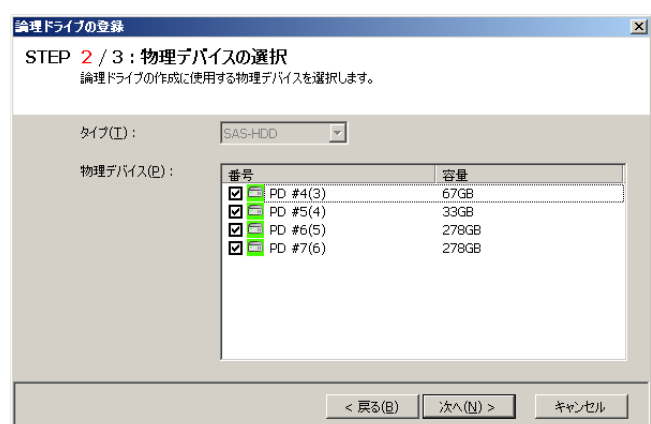 論理ドライブの登録
STEP 2 / 3 : 物理デバイスの選択
論理ドライブの作成に使用する物理デバイスを選択します。
タイプ(T) : SAS-HDD
物理デバイス(P) :
番号 容量
PD #4(3) 67GB
PD #5(4) 33GB
PD #6(5) 278GB
PD #7(6) 278GB
< 戻る(B) 次へ(N) > キャンセル